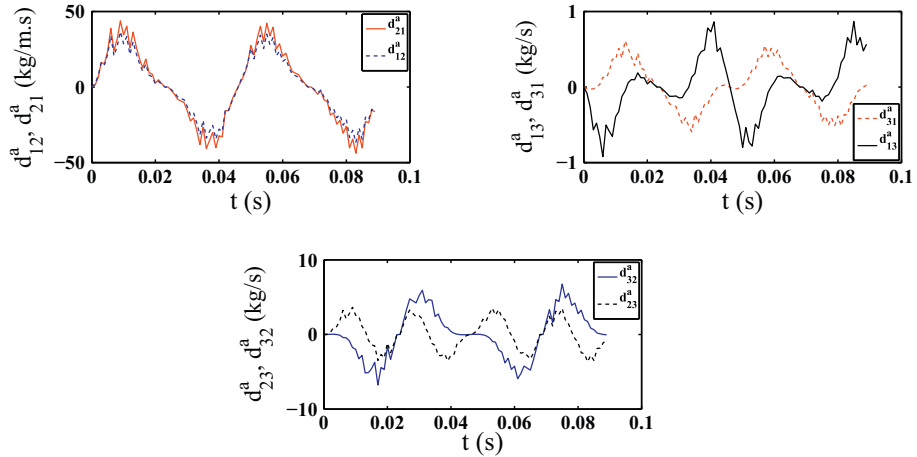 d^a_12, d^a_21 (kg/m.s)
50
0
-50
d^a_21
d^a_12
0 0.02 0.04 0.06 0.08 0.1
t (s)
d^a_13, d^a_31 (kg/s)
1
0
-1
d^a_31
d^a_13
0 0.02 0.04 0.06 0.08 0.1
t (s)
d^a_23, d^a_32 (kg/s)
10
0
-10
d^a_32
d^a_23
0 0.02 0.04 0.06 0.08 0.1
t (s)